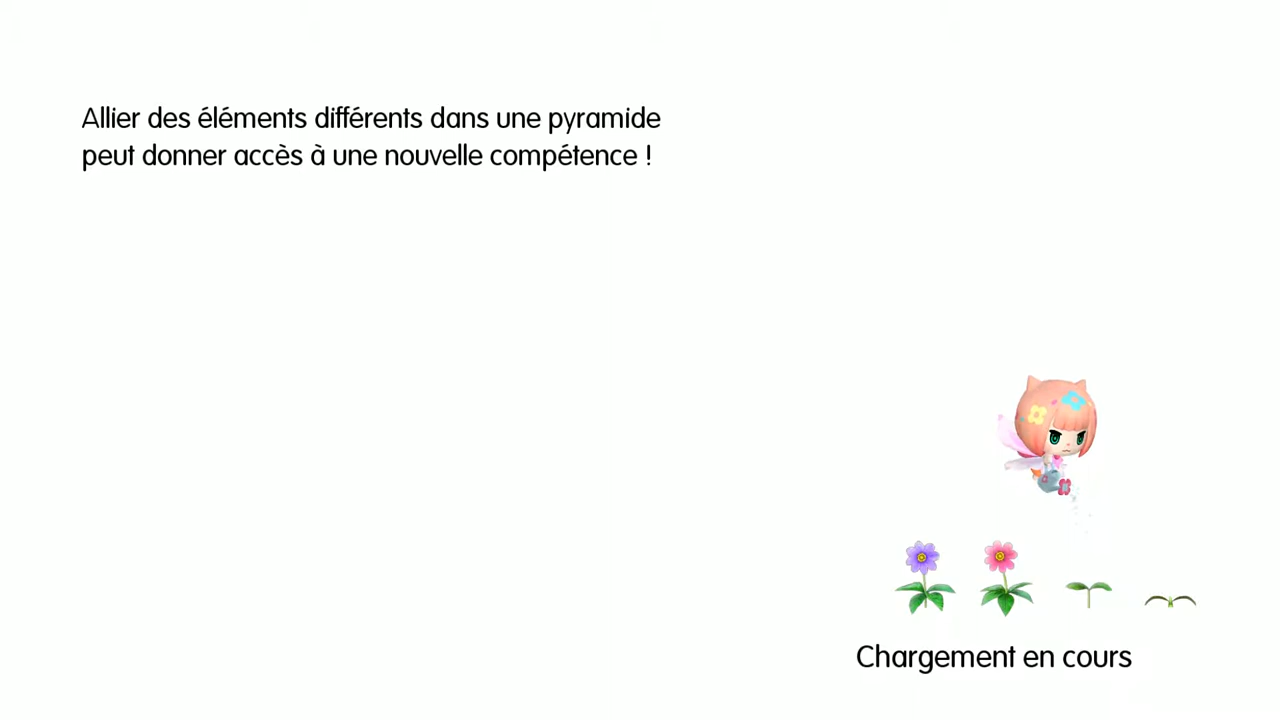 Allier des éléments différents dans une pyramide
peut donner accès à une nouvelle compétence !
Chargement en cours